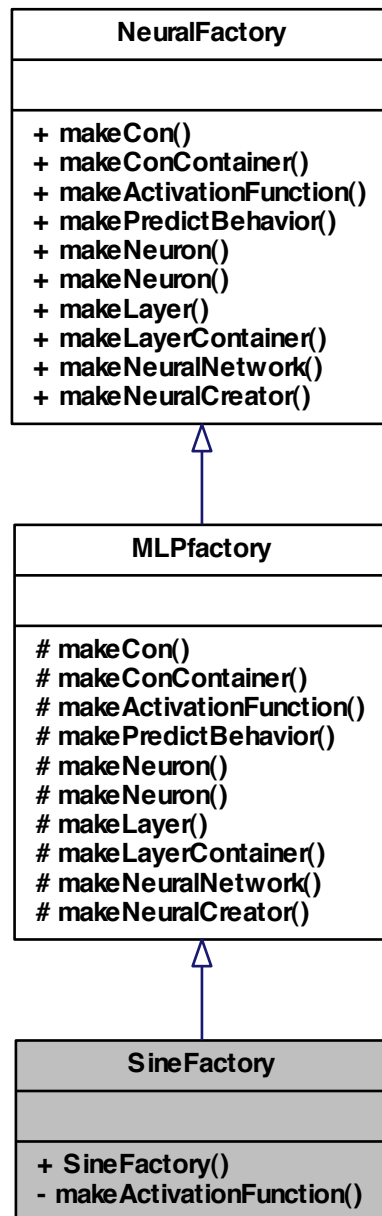 NeuralFactory
+ makeCon()
+ makeConContainer()
+ makeActivationFunction()
+ makePredictBehavior()
+ makeNeuron()
+ makeNeuron()
+ makeLayer()
+ makeLayerContainer()
+ makeNeuralNetwork()
+ makeNeuralCreator()
MLPfactory
# makeCon()
# makeConContainer()
# makeActivationFunction()
# makePredictBehavior()
# makeNeuron()
# makeNeuron()
# makeLayer()
# makeLayerContainer()
# makeNeuralNetwork()
# makeNeuralCreator()
SineFactory
+ SineFactory()
- makeActivationFunction()